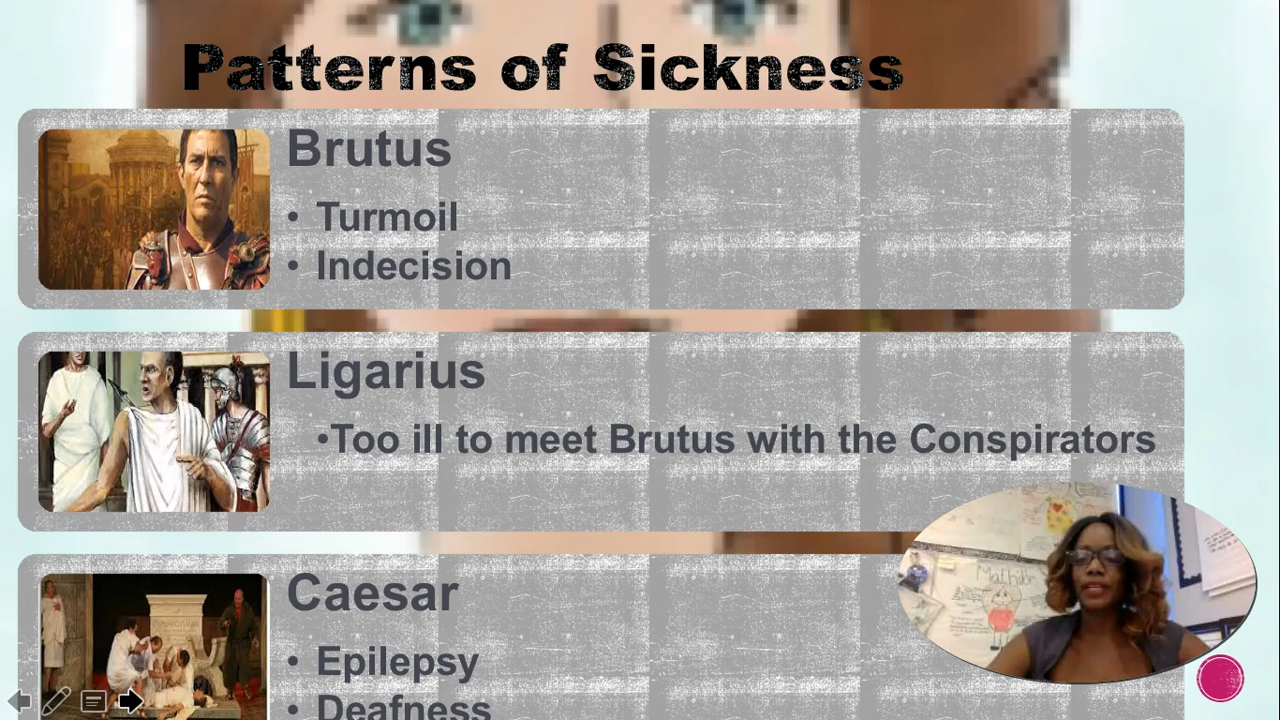 Patterns of Sickness
Brutus
• Turmoil
• Indecision
Ligarius
•Too ill to meet Brutus with the Conspirators
Caesar
• Epilepsy
• Deafness